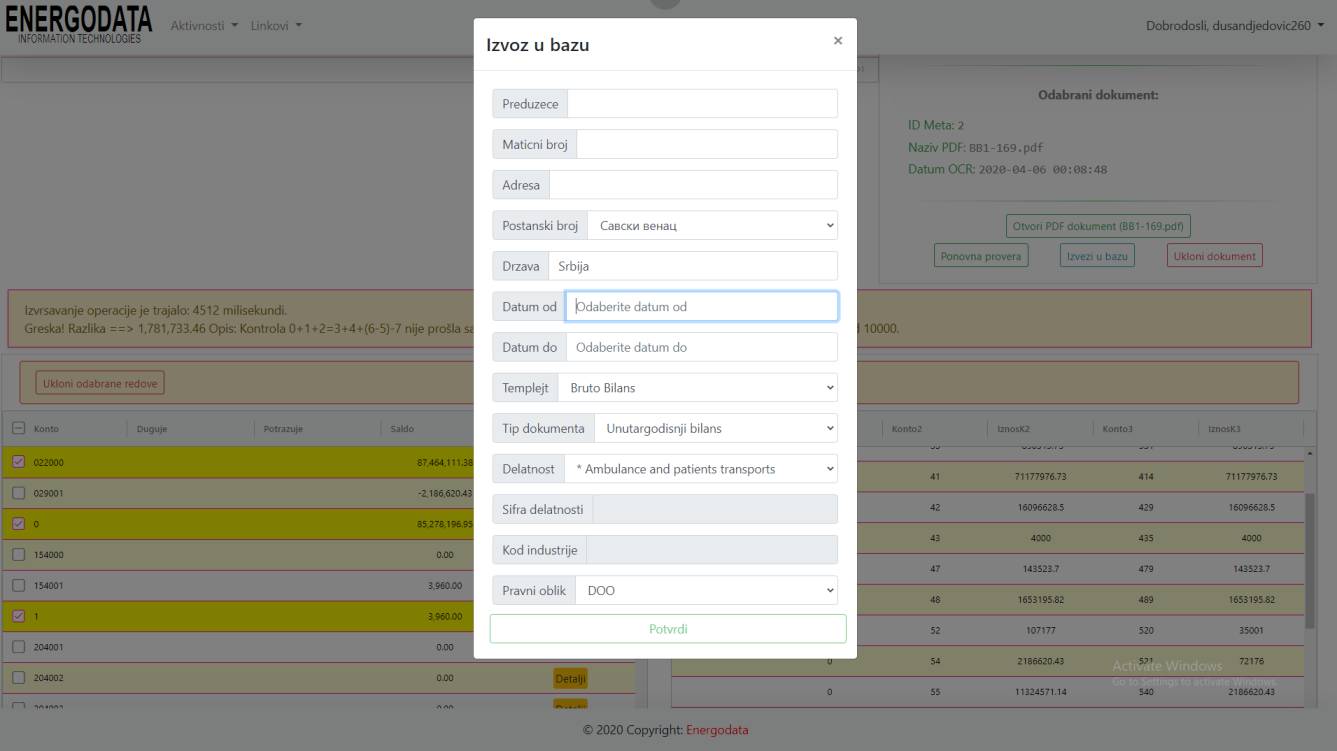 ENERGODATA
INFORMATION TECHNOLOGIES
Aktivnosti
Linkovi
Dobrodosli, dusandjedovic260
Izvoz u bazu
×
Preduzece
Maticni broj
Adresa
Postanski broj Савски венац
Drzava Srbija
Datum od Odaberite datum od
Datum do Odaberite datum do
Templejt Bruto Bilans
Tip dokumenta Unutargodisnji bilans
Delatnost * Ambulance and patients transports
Sifra delatnosti
Kod industrije
Pravni oblik DOO
Potvrdi
Odabrani dokument:
ID Meta: 2
Naziv PDF: BB1-169.pdf
Datum OCR: 2020-04-06 00:08:48
Otvori PDF dokument (BB1-169.pdf)
Ponovna provera Izvezi u bazu Ukloni dokument
Izvrsavanje operacije je trajalo: 4512 milisekundi.
Greska! Razlika ==> 1,781,733.46 Opis: Kontrola 0+1+2=3+4+(6-5)-7 nije prošla 10000.
Ukloni odabrane redove
Konto Duguje Potrazuje Saldo
022000 87,464,111.38
029001 -2,186,620.43
0 85,278,196.95
154000 0.00
154001 3,960.00
1 3,960.00
204001 0.00
204002 0.00 Detalji
Konto2 IznosK2 Konto3 IznosK3
41 71177976.73 414 71177976.73
42 16096628.5 429 16096628.5
43 4000 435 4000
47 143523.7 479 143523.7
48 1653195.82 489 1653195.82
52 107177 520 35001
0 54 2186620.43 521 72176
0 55 11324571.14 540 2186620.43
Activate Windows
Go to Settings to activate Windows.
© 2020 Copyright: Energodata